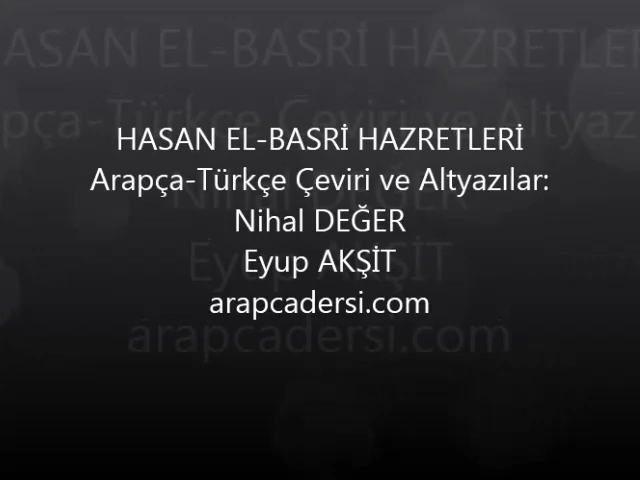 HASAN EL-BASRİ HAZRETLERİ
Arapça-Türkçe Çeviri ve Altyazılar:
Nihal DEĞER
Eyup AKŞİT
arapcadersi.com